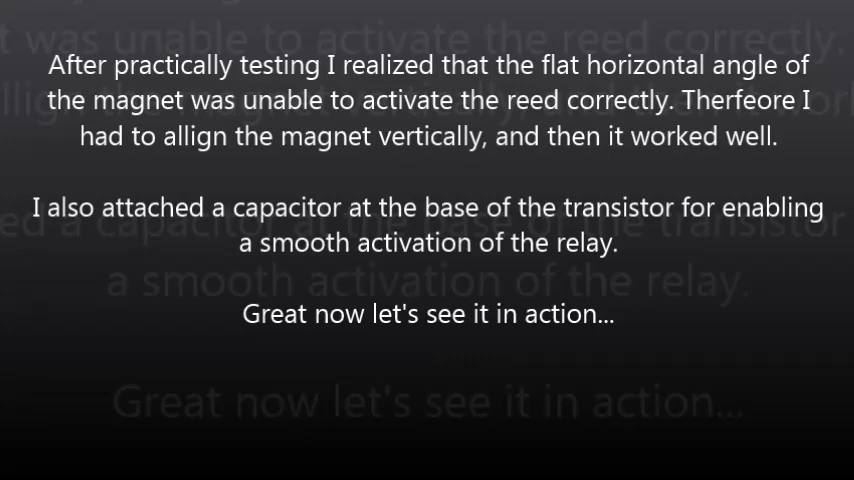 After practically testing I realized that the flat horizontal angle of
the magnet was unable to activate the reed correctly. Therfeore I
had to allign the magnet vertically, and then it worked well.
I also attached a capacitor at the base of the transistor for enabling
a smooth activation of the relay.
Great now let's see it in action...